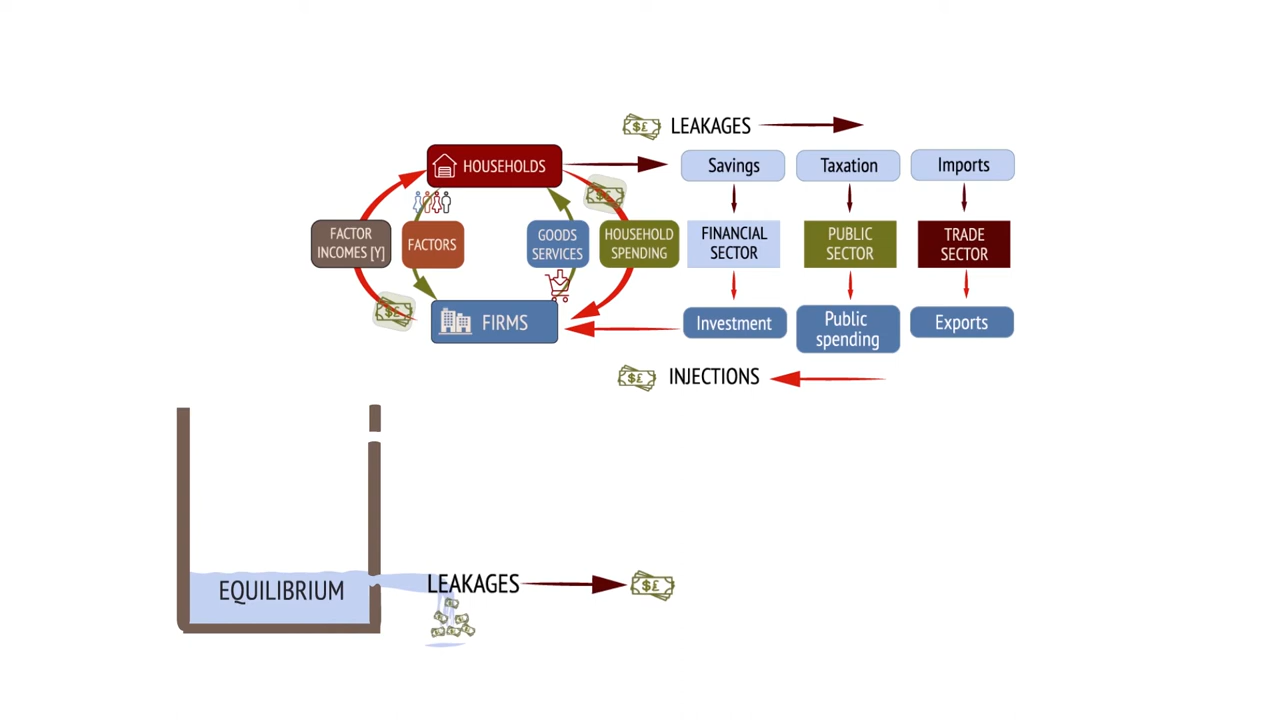 LEAKAGES
HOUSEHOLDS
Savings
Taxation
Imports
FACTOR
INCOMES [Y]
FACTORS
GOODS
SERVICES
HOUSEHOLD
SPENDING
FINANCIAL
SECTOR
PUBLIC
SECTOR
TRADE
SECTOR
FIRMS
Investment
Public
spending
Exports
INJECTIONS
EQUILIBRIUM
LEAKAGES